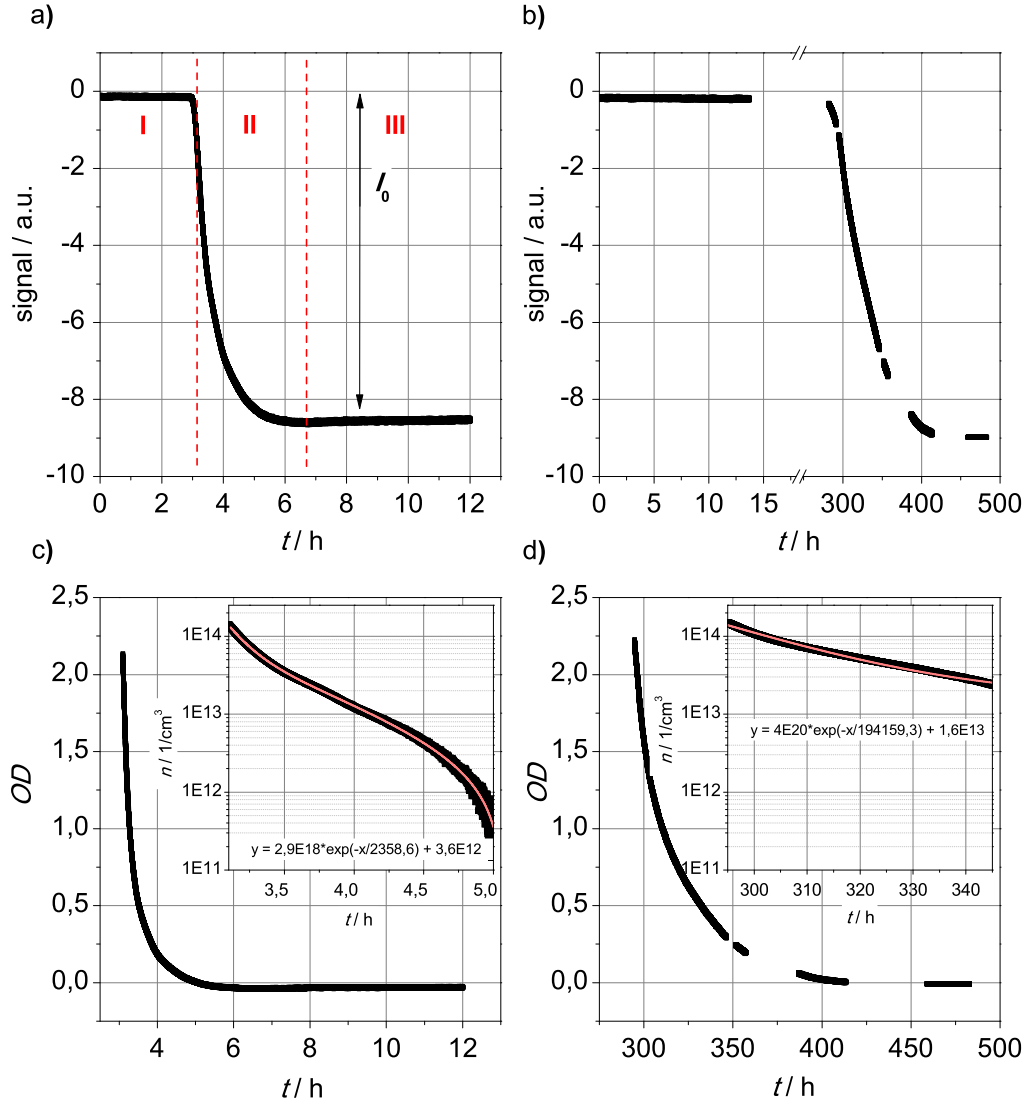 a)
b)
0
-2
-4
-6
-8
-10
signal / a.u.
I
II
III
I0
0 2 4 6 8 10 12
t / h
0
-2
-4
-6
-8
-10
signal / a.u.
0 5 10 15 300 400 500
t / h
c)
d)
2,5
2,0
1,5
1,0
0,5
0,0
OD
1E14
1E13
1E12
1E11
n / 1/cm3
y = 2,9E18*exp(-x/2358,6) + 3,6E12
3,5 4,0 4,5 5,0
t / h
4 6 8 10 12
t / h
2,5
2,0
1,5
1,0
0,5
0,0
OD
1E14
1E13
1E12
1E11
n / 1/cm3
y = 4E20*exp(-x/194159,3) + 1,6E13
300 310 320 330 340
t / h
300 350 400 450 500
t / h